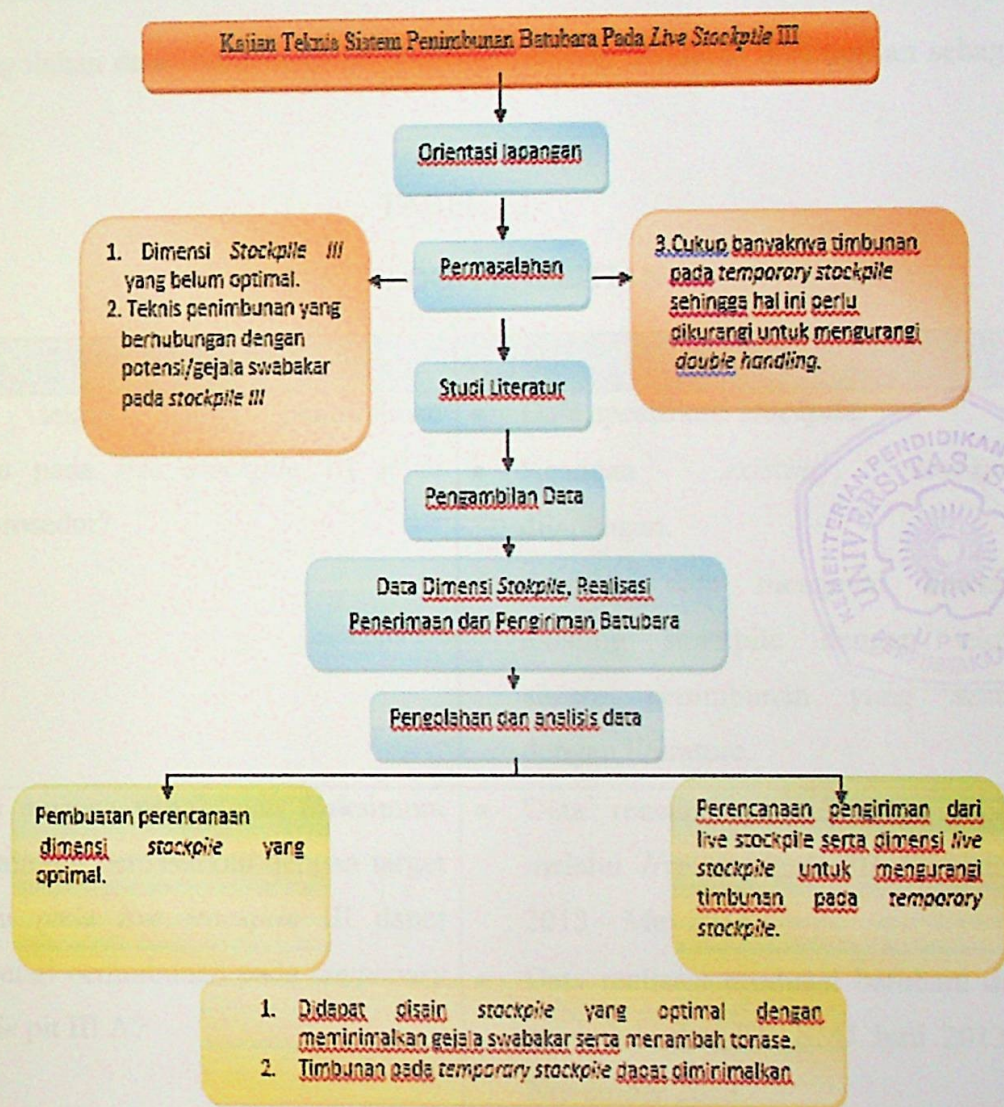 Kajian Teknis Sistem Penimbunan Batubara Pada Live Stockpile III
Orientasi lapangan
Permasalahan
1. Dimensi Stockpile III
yang belum optimal.
2. Teknis penimbunan yang
berhubungan dengan
potensi/gejala swabakar
pada stockpile III
3.Cukup banyaknya timbunan
pada temporary stockpile
sehingga hal ini perlu
dikurangi untuk mengurangi
double handling.
Studi Literatur
Pengambilan Data
Data Dimensi Stokpile, Realisasi
Penerimaan dan Pengiriman Batubara
Pengolahan dan analisis data
Pembuatan perencanaan
dimensi stockpile yang
optimal.
Perencanaan pengiriman dari
live stockpile serta dimensi live
stockpile untuk mengurangi
timbunan pada temporary
stockpile.
1. Didapat disain stockpile yang optimal dengan
meminimalkan gejala swabakar serta menambah tonase.
2. Timbunan pada temporary stockpile dapat diminimalkan
KEMENTERIAN PENDIDIKAN
UNIVERSITAS